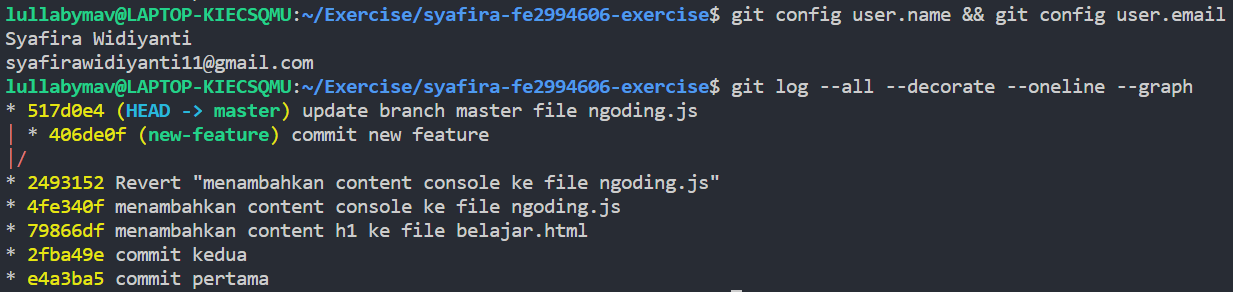 lullabymav@LAPTOP-KIECSQMU:~/Exercise/syafira-fe2994606-exercise$ git config user.name && git config user.email
Syafira Widiyanti
syafirawidiyanti11@gmail.com
lullabymav@LAPTOP-KIECSQMU:~/Exercise/syafira-fe2994606-exercise$ git log --all --decorate --oneline --graph
* 517d0e4 (HEAD -> master) update branch master file ngoding.js
| * 406de0f (new-feature) commit new feature
|/
* 2493152 Revert "menambahkan content console ke file ngoding.js"
* 4fe340f menambahkan content console ke file ngoding.js
* 79866df menambahkan content h1 ke file belajar.html
* 2fba49e commit kedua
* e4a3ba5 commit pertama